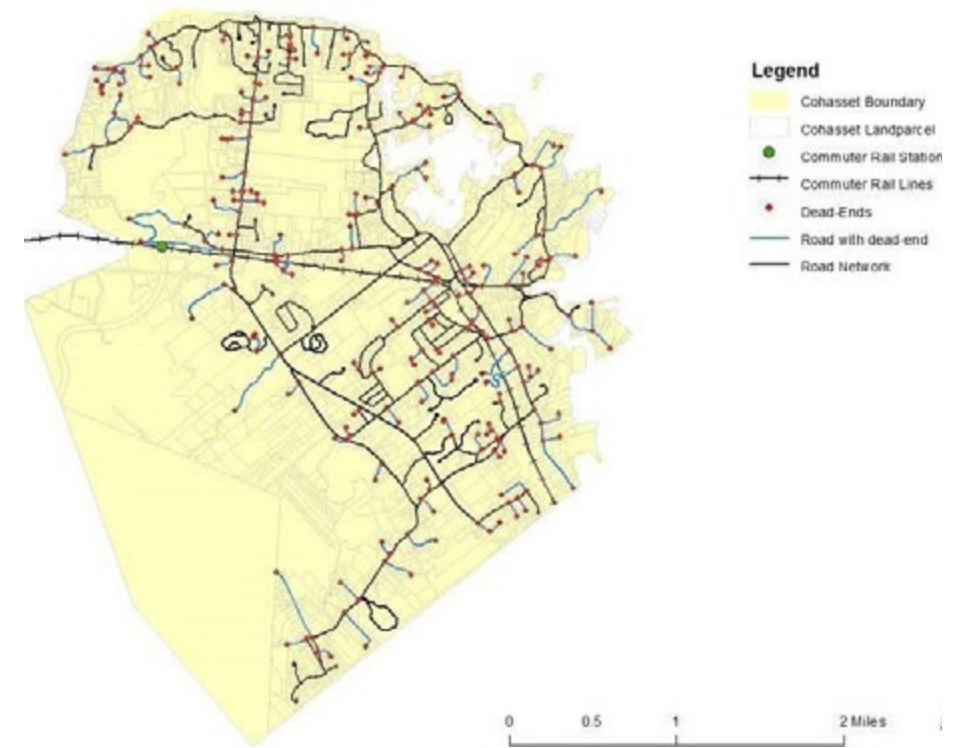 Legend
Cohasset Boundary
Cohasset Landparcel
Commuter Rail Station
Commuter Rail Lines
Dead-Ends
Road with dead-end
Road Network
0 0.5 1 2 Miles